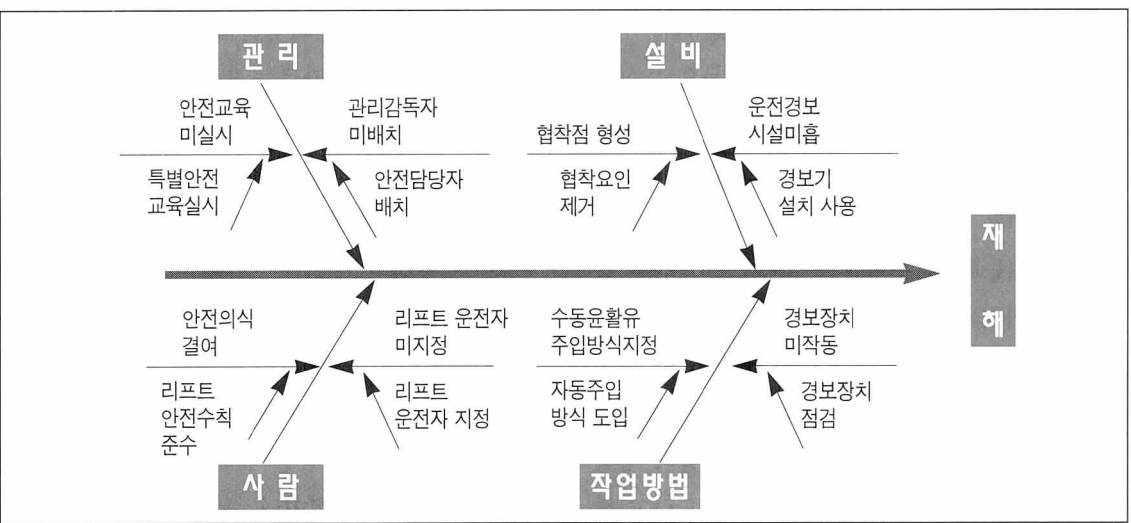 관 리
설 비
안전교육
미실시
관리감독자
미배치
협착점 형성
운전경보
시설미흡
특별안전
교육실시
안전담당자
배치
협착요인
제거
경보기
설치 사용
재
해
안전의식
결여
리프트 운전자
미지정
수동윤활유
주입방식지정
경보장치
미작동
리프트
안전수칙
준수
리프트
운전자 지정
자동주입
방식 도입
경보장치
점검
사 람
작업방법